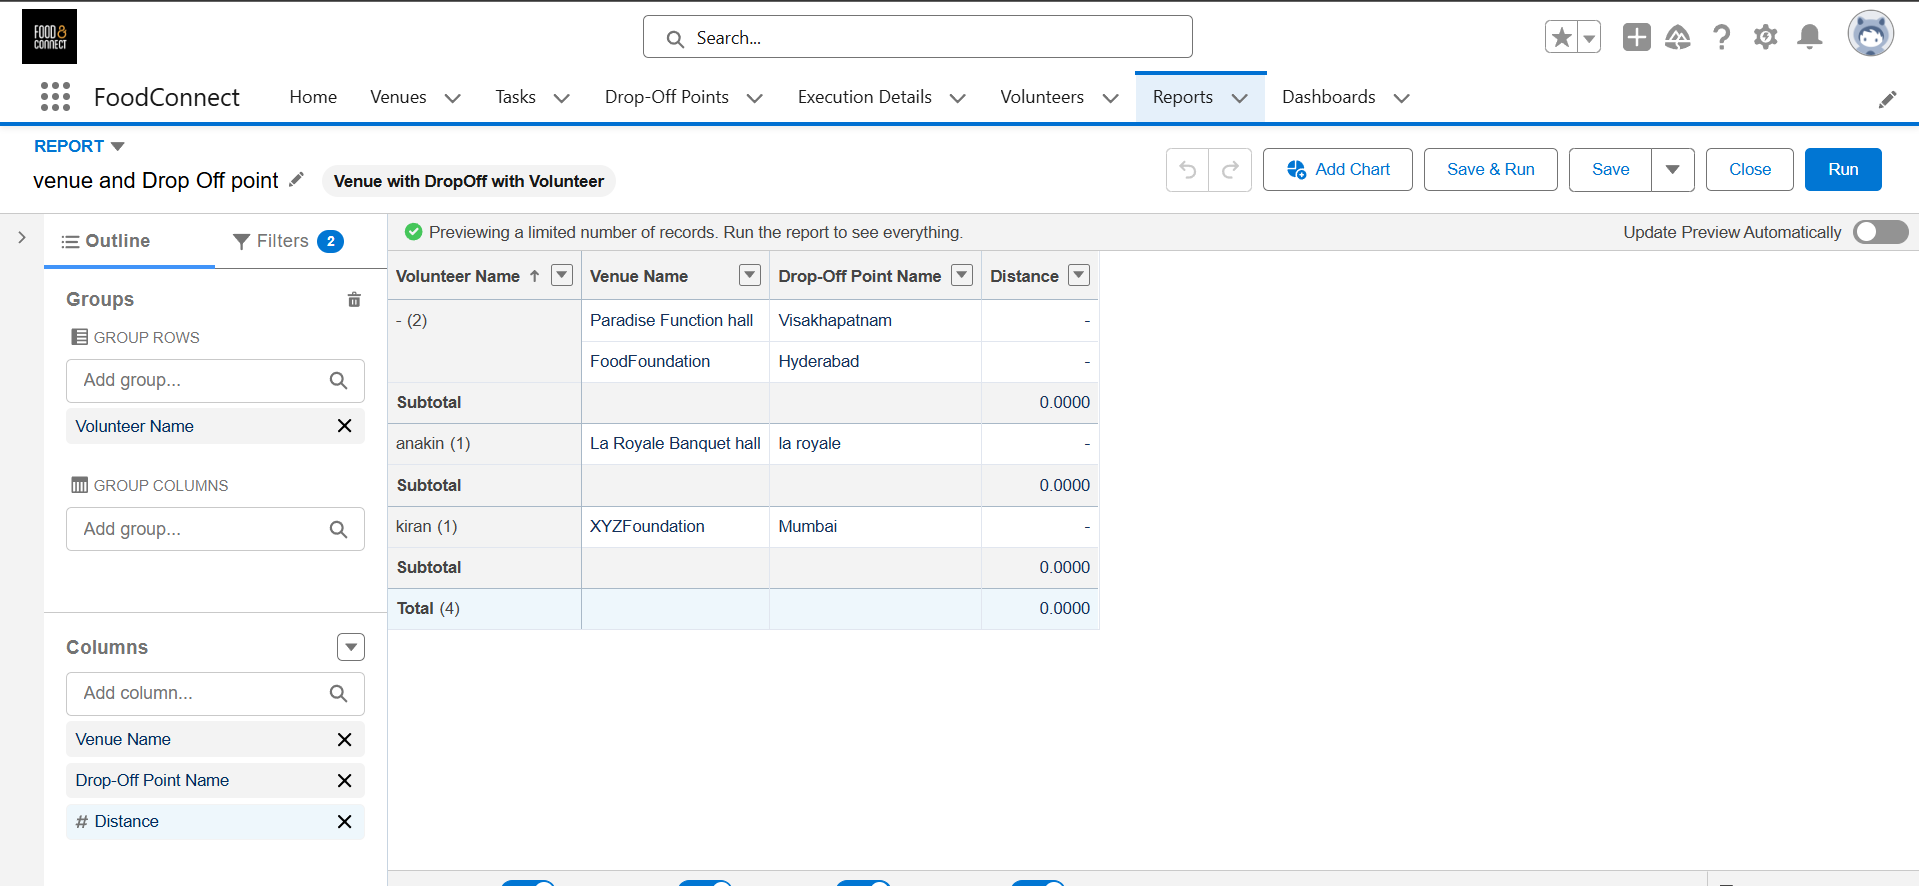 FOOD&
CONNECT
Search...
FoodConnect
Home
Venues
Tasks
Drop-Off Points
Execution Details
Volunteers
Reports
Dashboards
REPORT
venue and Drop Off point
Venue with DropOff with Volunteer
Add Chart
Save & Run
Save
Close
Run
Outline
Filters 2
Previewing a limited number of records. Run the report to see everything.
Update Preview Automatically
Groups
GROUP ROWS
Add group...
Volunteer Name
GROUP COLUMNS
Add group...
Columns
Add column...
Venue Name
Drop-Off Point Name
# Distance
Volunteer Name ↑ Venue Name Drop-Off Point Name Distance
- (2) Paradise Function hall Visakhapatnam -
FoodFoundation Hyderabad -
Subtotal 0.0000
anakin (1) La Royale Banquet hall la royale -
Subtotal 0.0000
kiran (1) XYZFoundation Mumbai -
Subtotal 0.0000
Total (4) 0.0000